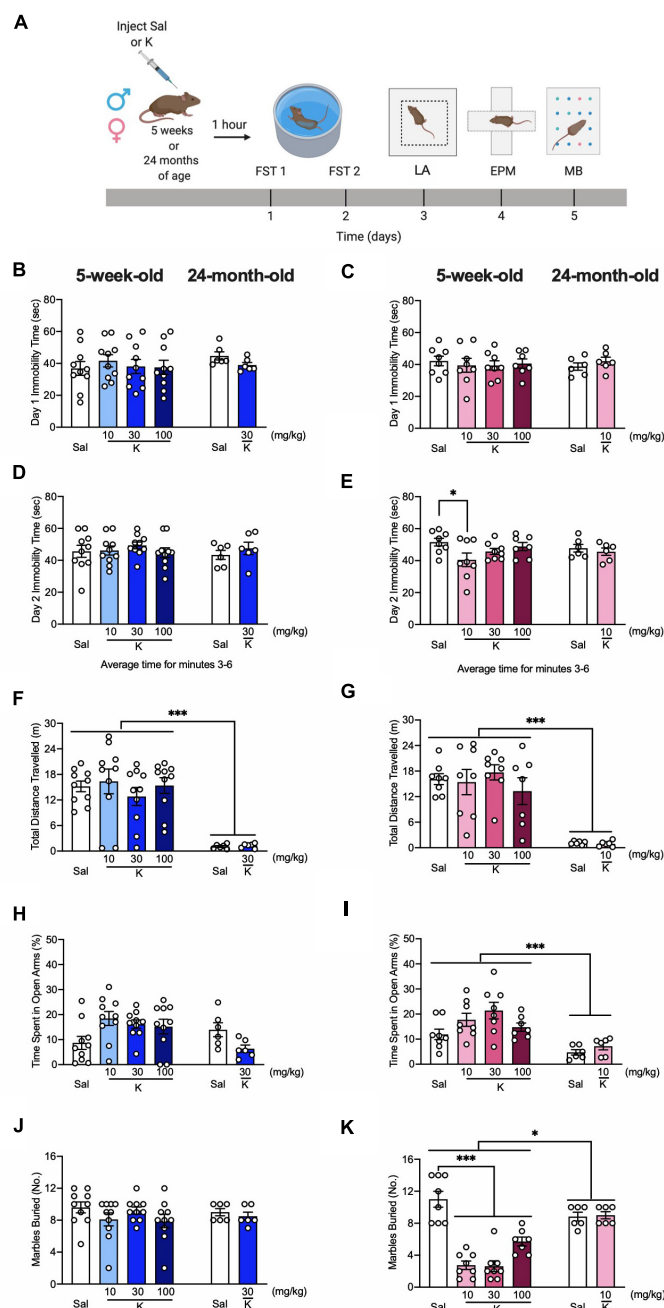 A
Inject Sal
or K
5 weeks
or
24 months
of age
1 hour
FST 1
FST 2
LA
EPM
MB
1
2
3
4
5
Time (days)
B
5-week-old
24-month-old
Day 1 Immobility Time (sec)
80
60
40
20
0
Sal
10
30
100
K
Sal
30
K
(mg/kg)
C
5-week-old
24-month-old
Day 1 Immobility Time (sec)
80
60
40
20
0
Sal
10
30
100
K
Sal
10
K
(mg/kg)
D
Day 2 Immobility Time (sec)
80
60
40
20
0
Sal
10
30
100
K
Sal
30
K
(mg/kg)
Average time for minutes 3-6
E
Day 2 Immobility Time (sec)
80
60
40
20
0
*
Sal
10
30
100
K
Sal
10
K
(mg/kg)
Average time for minutes 3-6
F
Total Distance Travelled (m)
30
24
18
12
6
0
***
Sal
10
30
100
K
Sal
30
K
(mg/kg)
G
Total Distance Travelled (m)
30
24
18
12
6
0
***
Sal
10
30
100
K
Sal
10
K
(mg/kg)
H
Time Spent in Open Arms (%)
50
40
30
20
10
0
Sal
10
30
100
K
Sal
30
K
(mg/kg)
I
Time Spent in Open Arms (%)
50
40
30
20
10
0
***
Sal
10
30
100
K
Sal
10
K
(mg/kg)
J
Marbles Buried (No.)
16
12
8
4
0
Sal
10
30
100
K
Sal
30
K
(mg/kg)
K
Marbles Buried (No.)
16
12
8
4
0
***
*
Sal
10
30
100
K
Sal
10
K
(mg/kg)